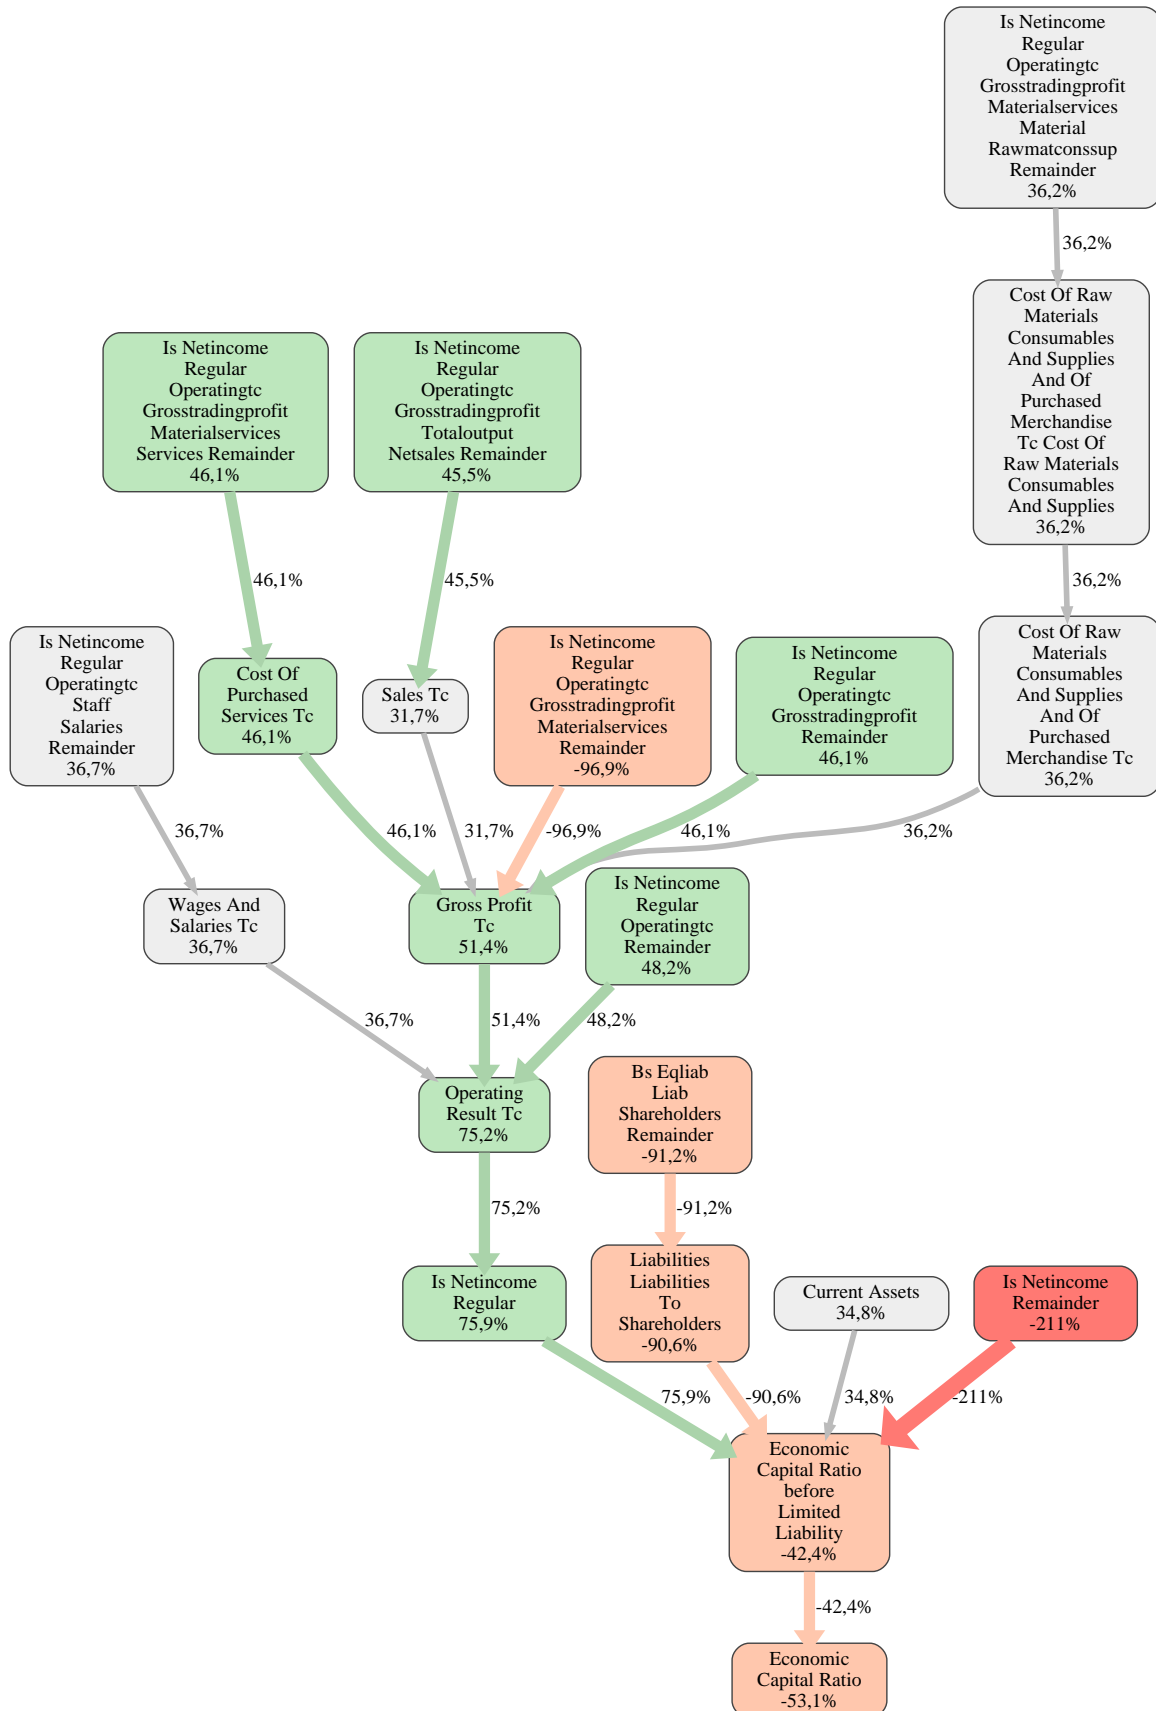 Is Netincome
Regular
Operatingtc
Grosstradingprofit
Materialservices
Material
Rawmatconssup
Remainder
36,2%
36,2%
Cost Of Raw
Materials
Consumables
And Supplies
And Of
Purchased
Merchandise
Tc Cost Of
Raw Materials
Consumables
And Supplies
36,2%
Is Netincome
Regular
Operatingtc
Grosstradingprofit
Materialservices
Services Remainder
46,1%
Is Netincome
Regular
Operatingtc
Grosstradingprofit
Totaloutput
Netsales Remainder
45,5%
46,1%
45,5%
36,2%
Is Netincome
Regular
Operatingtc
Staff
Salaries
Remainder
36,7%
Cost Of
Purchased
Services Tc
46,1%
Sales Tc
31,7%
Is Netincome
Regular
Operatingtc
Grosstradingprofit
Materialservices
Remainder
-96,9%
Is Netincome
Regular
Operatingtc
Grosstradingprofit
Remainder
46,1%
Cost Of Raw
Materials
Consumables
And Supplies
And Of
Purchased
Merchandise Tc
36,2%
36,7%
46,1%
31,7%
-96,9%
46,1%
36,2%
Wages And
Salaries Tc
36,7%
Gross Profit
Tc
51,4%
Is Netincome
Regular
Operatingtc
Remainder
48,2%
36,7%
51,4%
48,2%
Operating
Result Tc
75,2%
Bs Eqliab
Liab
Shareholders
Remainder
-91,2%
75,2%
-91,2%
Is Netincome
Regular
75,9%
Liabilities
Liabilities
To
Shareholders
-90,6%
Current Assets
34,8%
Is Netincome
Remainder
-211%
75,9%
-90,6%
34,8%
-211%
Economic
Capital Ratio
before
Limited
Liability
-42,4%
-42,4%
Economic
Capital Ratio
-53,1%